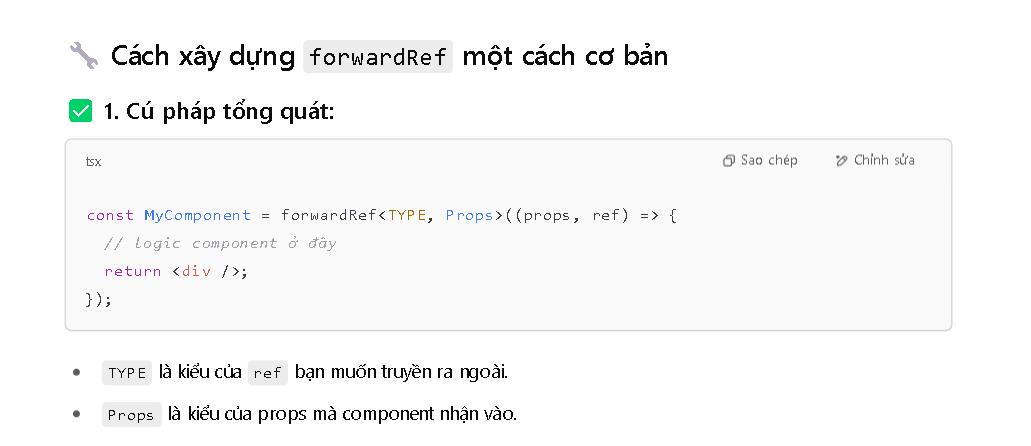 Cách xây dựng forwardRef một cách cơ bản
1. Cú pháp tổng quát:
tsx
Sao chép
Chỉnh sửa
const MyComponent = forwardRef<TYPE, Props>((props, ref) => {
  // logic component ở đây
  return <div />;
});
• TYPE là kiểu của ref bạn muốn truyền ra ngoài.
• Props là kiểu của props mà component nhận vào.